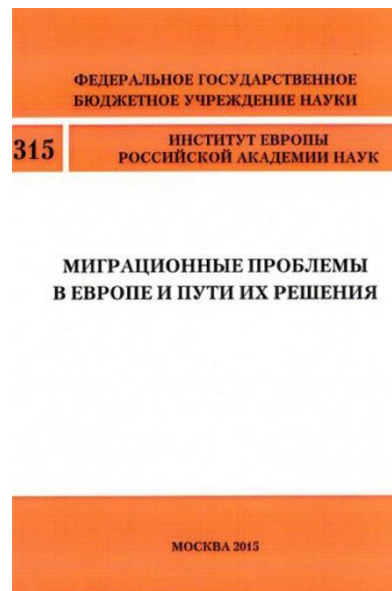 ФЕДЕРАЛЬНОЕ ГОСУДАРСТВЕННОЕ
БЮДЖЕТНОЕ УЧРЕЖДЕНИЕ НАУКИ
315
ИНСТИТУТ ЕВРОПЫ
РОССИЙСКОЙ АКАДЕМИИ НАУК
МИГРАЦИОННЫЕ ПРОБЛЕМЫ
В ЕВРОПЕ И ПУТИ ИХ РЕШЕНИЯ
МОСКВА 2015